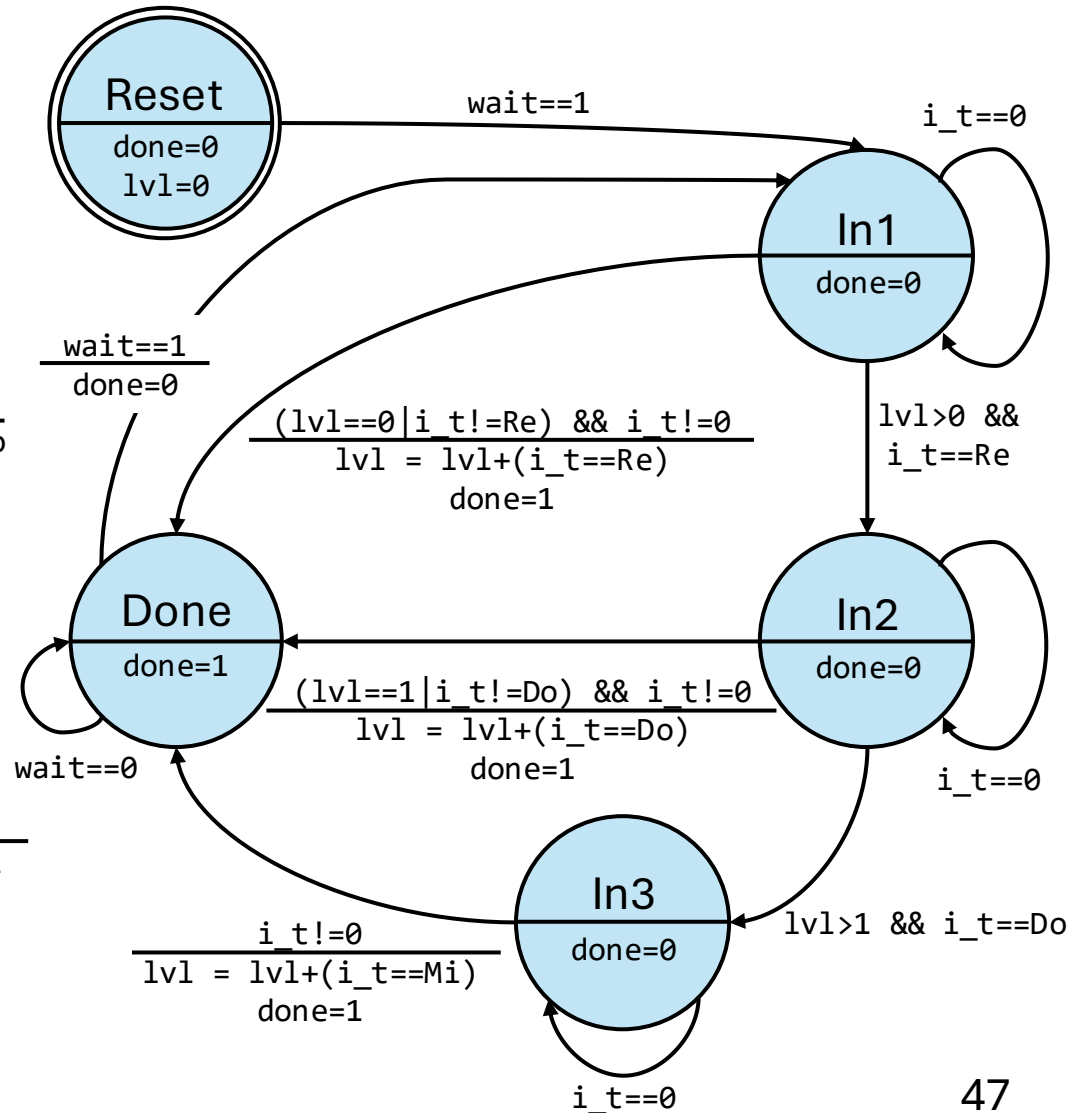 Reset
done=0
lvl=0
wait==1
i_t==0
In1
done=0
wait==1
done=0
(lvl==0|i_t!=Re) && i_t!=0
lvl = lvl+(i_t==Re)
done=1
lvl>0 &&
i_t==Re
Done
done=1
In2
done=0
(lvl==1|i_t!=Do) && i_t!=0
lvl = lvl+(i_t==Do)
done=1
wait==0
i_t==0
In3
done=0
lvl>1 && i_t==Do
i_t!=0
lvl = lvl+(i_t==Mi)
done=1
i_t==0
47